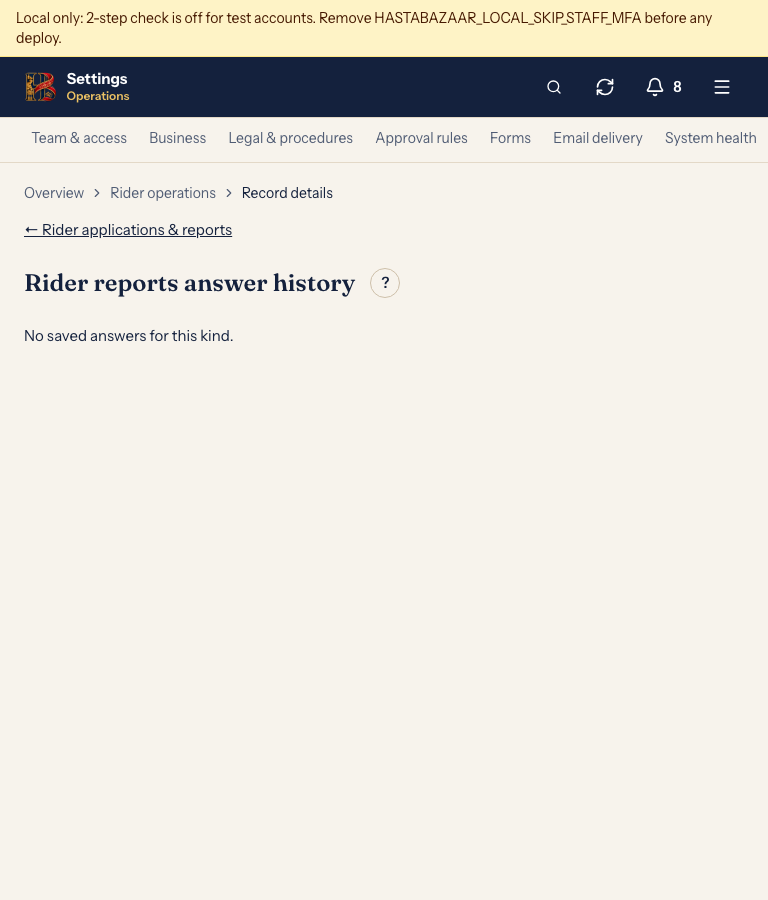 Local only: 2-step check is off for test accounts. Remove HASTABAZAAR_LOCAL_SKIP_STAFF_MFA before any
deploy.
Settings
Operations
8
Team & access Business Legal & procedures Approval rules Forms Email delivery System health
Overview > Rider operations > Record details
← Rider applications & reports
Rider reports answer history ?
No saved answers for this kind.